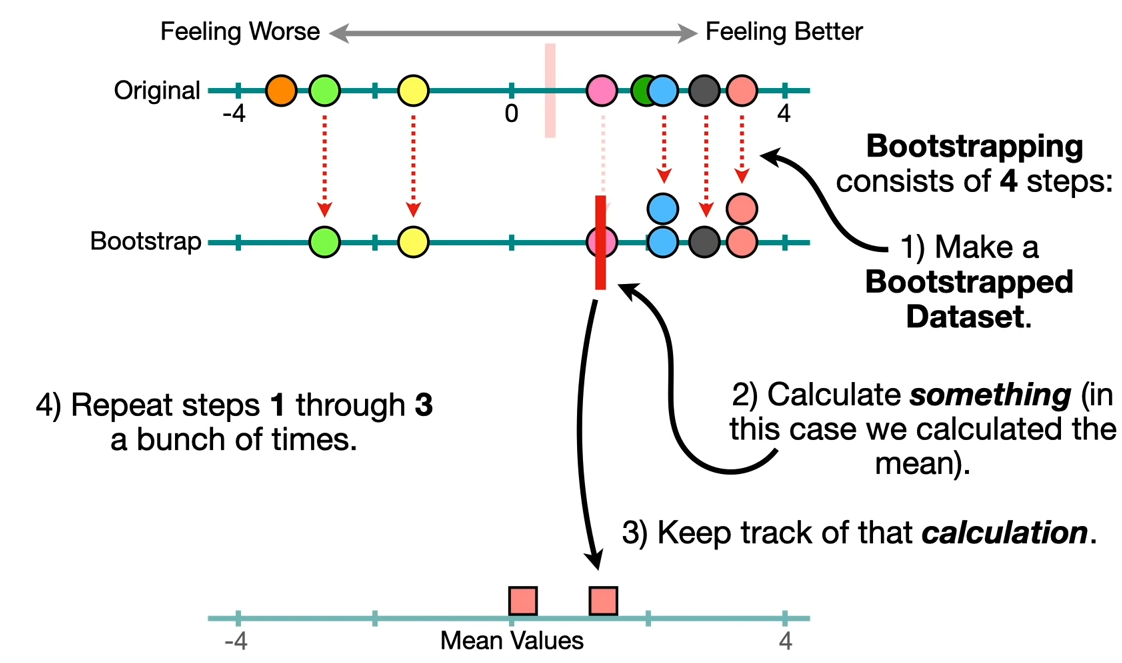 Feeling Worse
Feeling Better
Original
-4
0
4
Bootstrapping
consists of 4 steps:
Bootstrap
1) Make a
Bootstrapped
Dataset.
4) Repeat steps 1 through 3
a bunch of times.
2) Calculate something (in
this case we calculated the
mean).
3) Keep track of that calculation.
-4
Mean Values
4